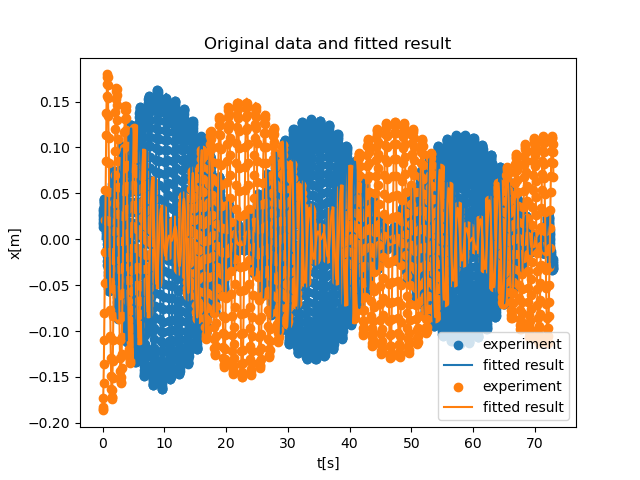 Original data and fitted result
x[m]
0.15
0.10
0.05
0.00
−0.05
−0.10
−0.15
−0.20
0 10 20 30 40 50 60 70
t[s]
experiment
fitted result
experiment
fitted result